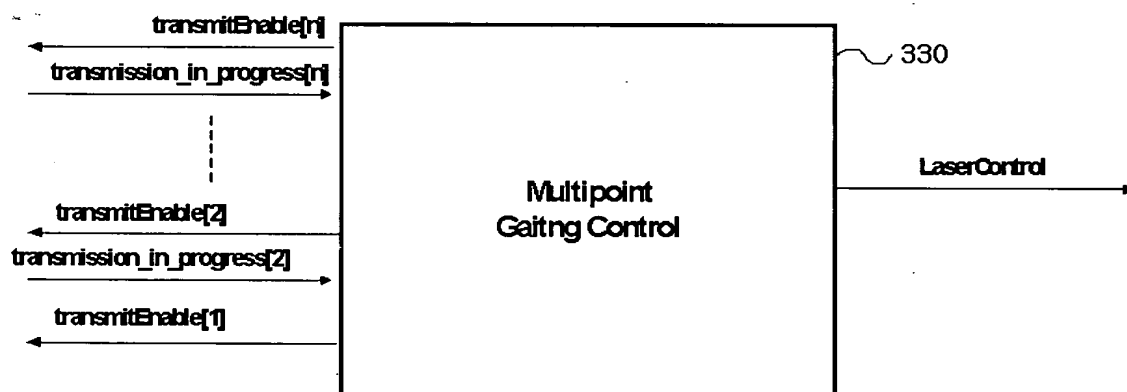 transmitEnable[n]
transmission_in_progress[n]
330
LaserControl
Multipoint
Gaitng Control
transmitEnable[2]
transmission_in_progress[2]
transmitEnable[1]